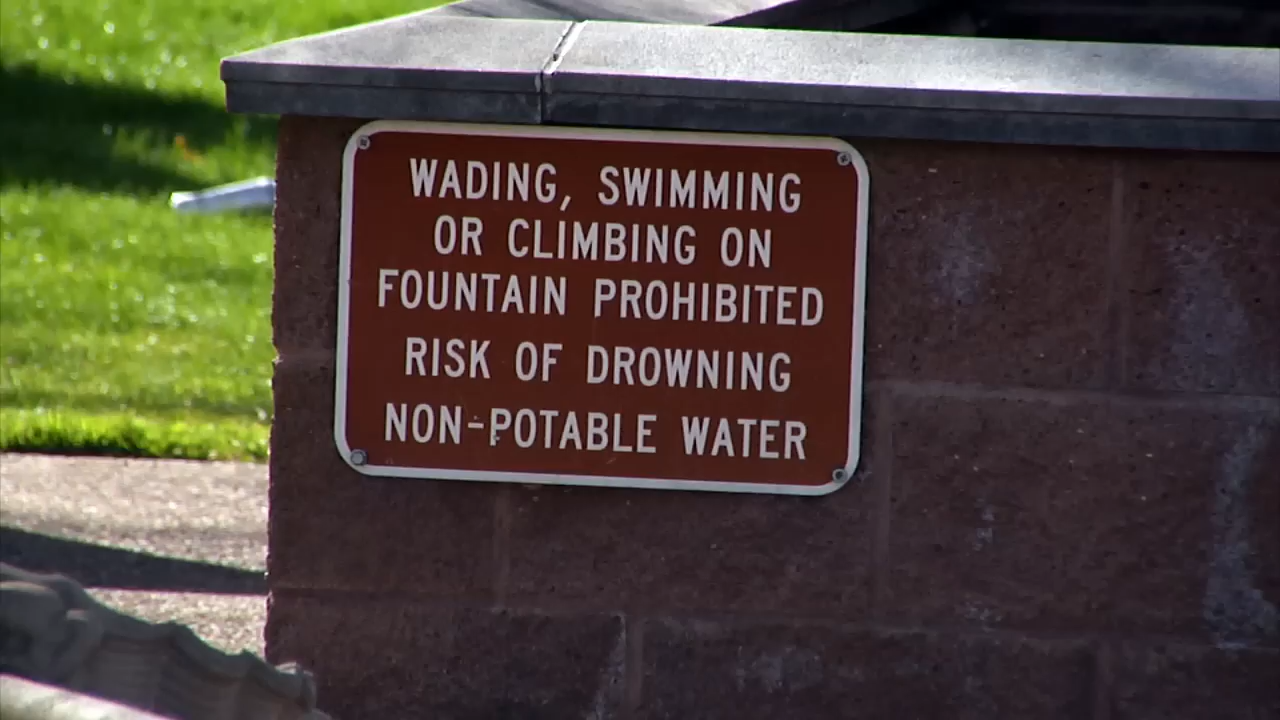 WADING, SWIMMING
OR CLIMBING ON
FOUNTAIN PROHIBITED
RISK OF DROWNING
NON-POTABLE WATER